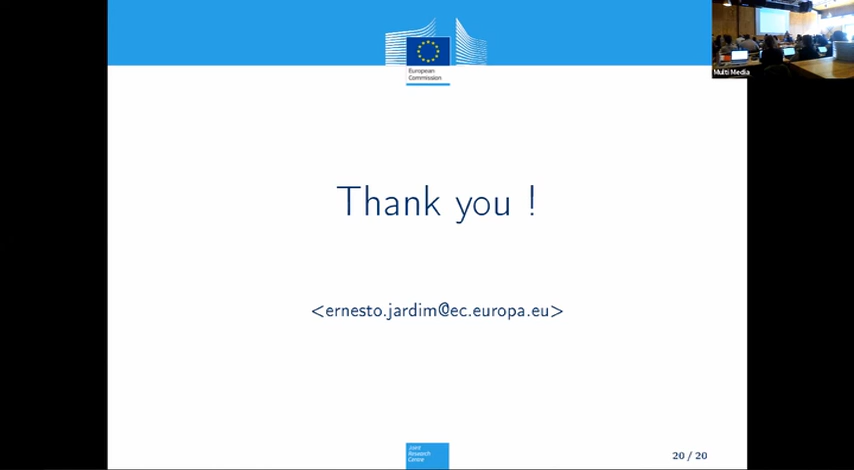 European
Commission
Multi Media
Thank you !
<ernesto.jardim@ec.europa.eu>
Joint
Research
Centre
20 / 20